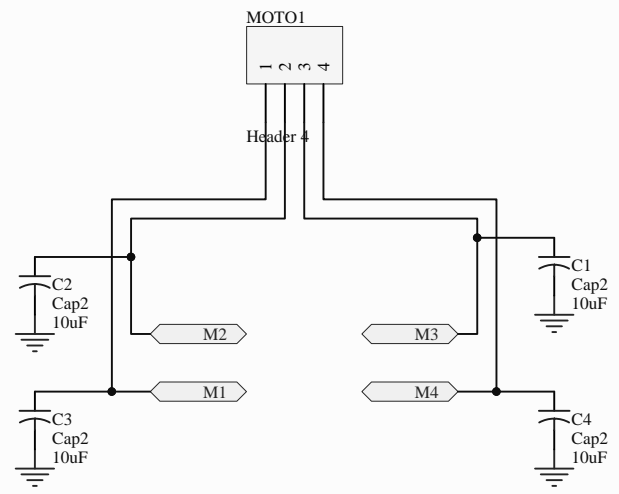 MOTO1
1 2 3 4
Header 4
C2
Cap2
10uF
C1
Cap2
10uF
M2
M3
M1
M4
C3
Cap2
10uF
C4
Cap2
10uF